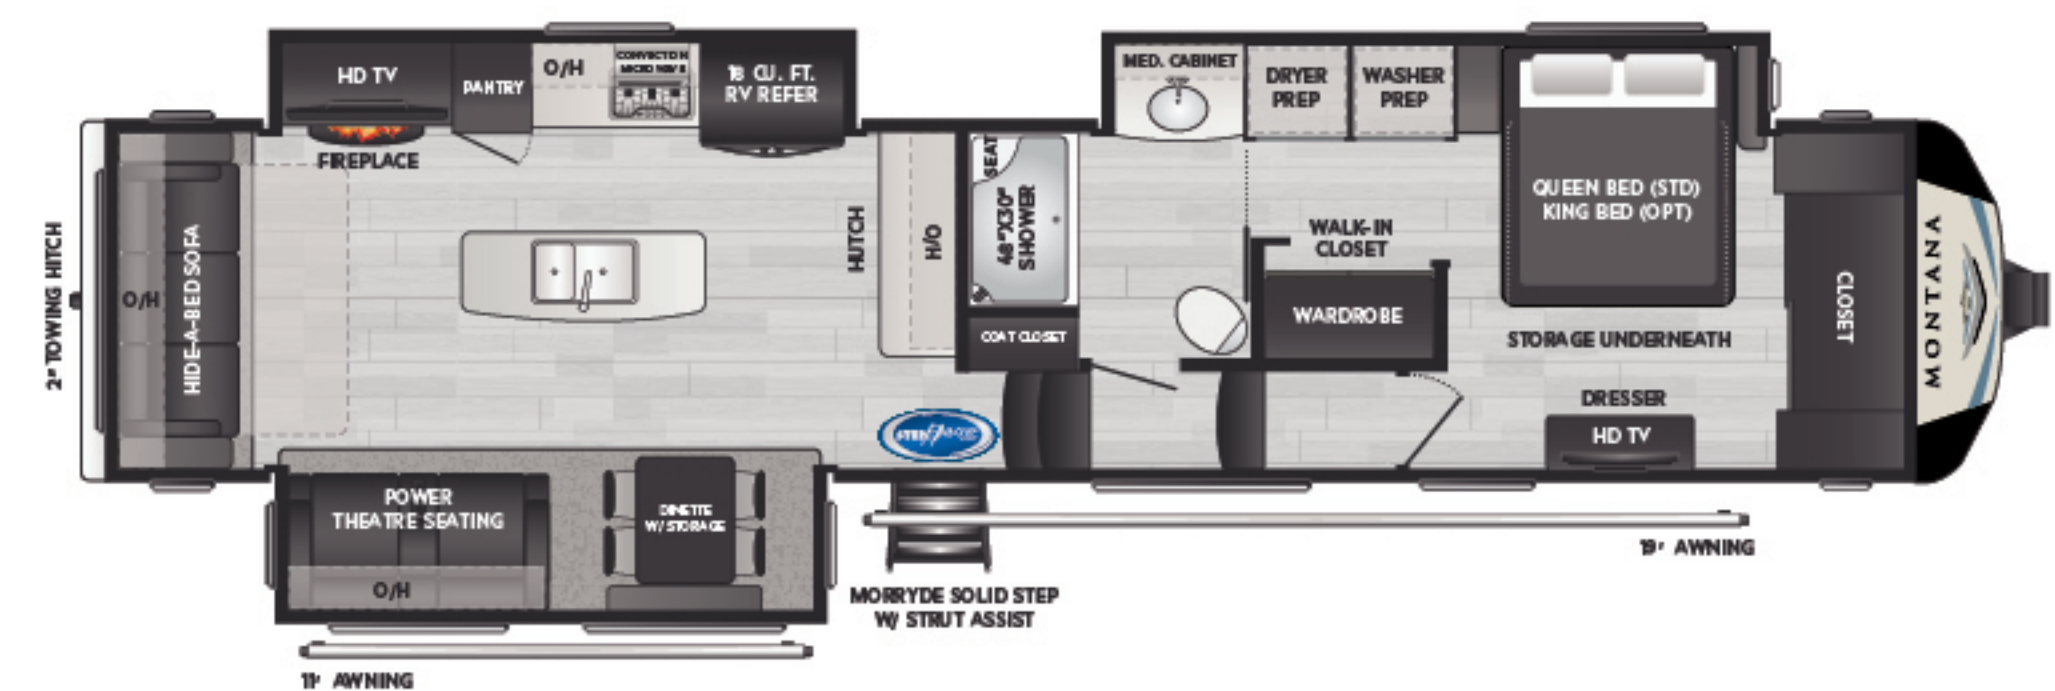 HD TV
PANTRY
O/H
CONVECTION
MICROWAVE
18 CU. FT.
RV REFER
FIREPLACE
MED. CABINET
DRYER
PREP
WASHER
PREP
QUEEN BED (STD)
KING BED (OPT)
2" TOWING HITCH
O/H
HIDE-A-BED SOFA
HUTCH
O/H
SEAT
48"X30"
SHOWER
COAT CLOSET
WALK-IN
CLOSET
WARDROBE
STORAGE UNDERNEATH
CLOSET
MONTANA
DRESSER
HD TV
POWER
THEATRE SEATING
O/H
DINETTE
W/ STORAGE
MORRYDE SOLID STEP
W/ STRUT ASSIST
19' AWNING
11' AWNING